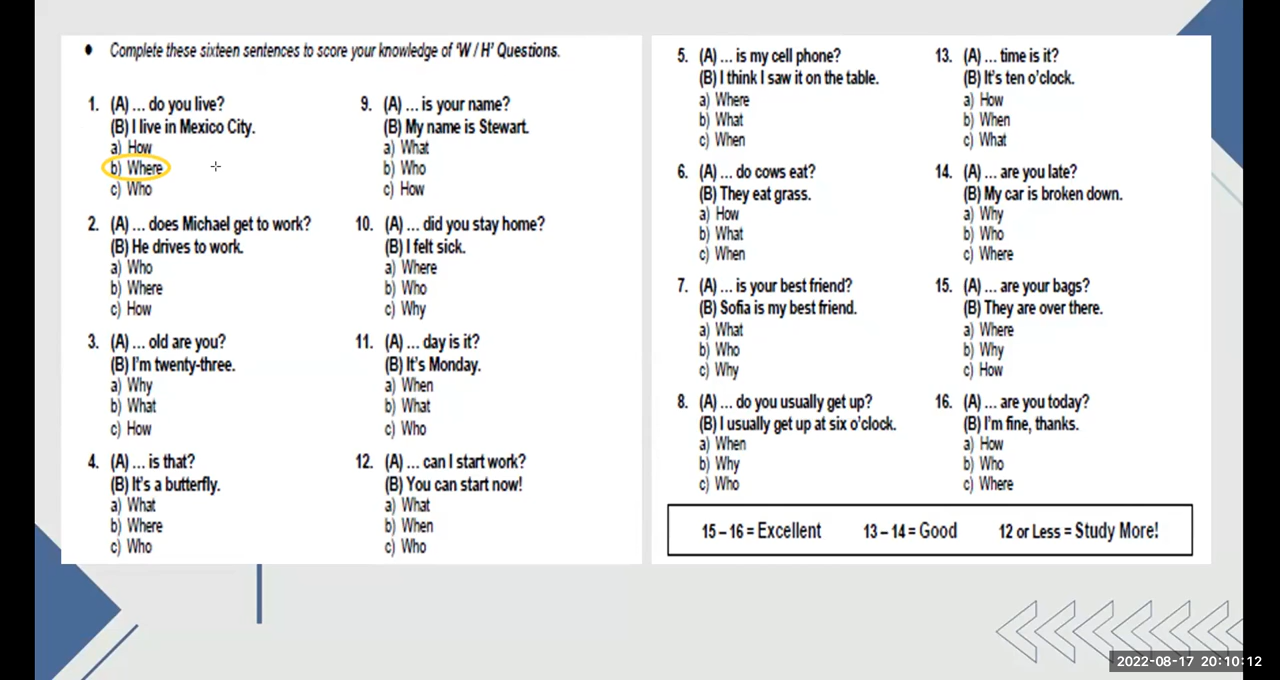 Complete these sixteen sentences to score your knowledge of 'W / H' Questions.
1. (A) ... do you live?
(B) I live in Mexico City.
a) How
b) Where
c) Who
2. (A) ... does Michael get to work?
(B) He drives to work.
a) Who
b) Where
c) How
3. (A) ... old are you?
(B) I'm twenty-three.
a) Why
b) What
c) How
4. (A) ... is that?
(B) It's a butterfly.
a) What
b) Where
c) Who
9. (A) ... is your name?
(B) My name is Stewart.
a) What
b) Who
c) How
10. (A) ... did you stay home?
(B) I felt sick.
a) Where
b) Who
c) Why
11. (A) ... day is it?
(B) It's Monday.
a) When
b) What
c) Who
12. (A) ... can I start work?
(B) You can start now!
a) What
b) When
c) Who
5. (A) ... is my cell phone?
(B) I think I saw it on the table.
a) Where
b) What
c) When
6. (A) ... do cows eat?
(B) They eat grass.
a) How
b) What
c) When
7. (A) ... is your best friend?
(B) Sofia is my best friend.
a) What
b) Who
c) Why
8. (A) ... do you usually get up?
(B) I usually get up at six o'clock.
a) When
b) Why
c) Who
13. (A) ... time is it?
(B) It's ten o'clock.
a) How
b) When
c) What
14. (A) ... are you late?
(B) My car is broken down.
a) Why
b) Who
c) Where
15. (A) ... are your bags?
(B) They are over there.
a) Where
b) Why
c) How
16. (A) ... are you today?
(B) I'm fine, thanks.
a) How
b) Who
c) Where
15 – 16 = Excellent 13 – 14 = Good 12 or Less = Study More!
2022-08-17 20:10:12